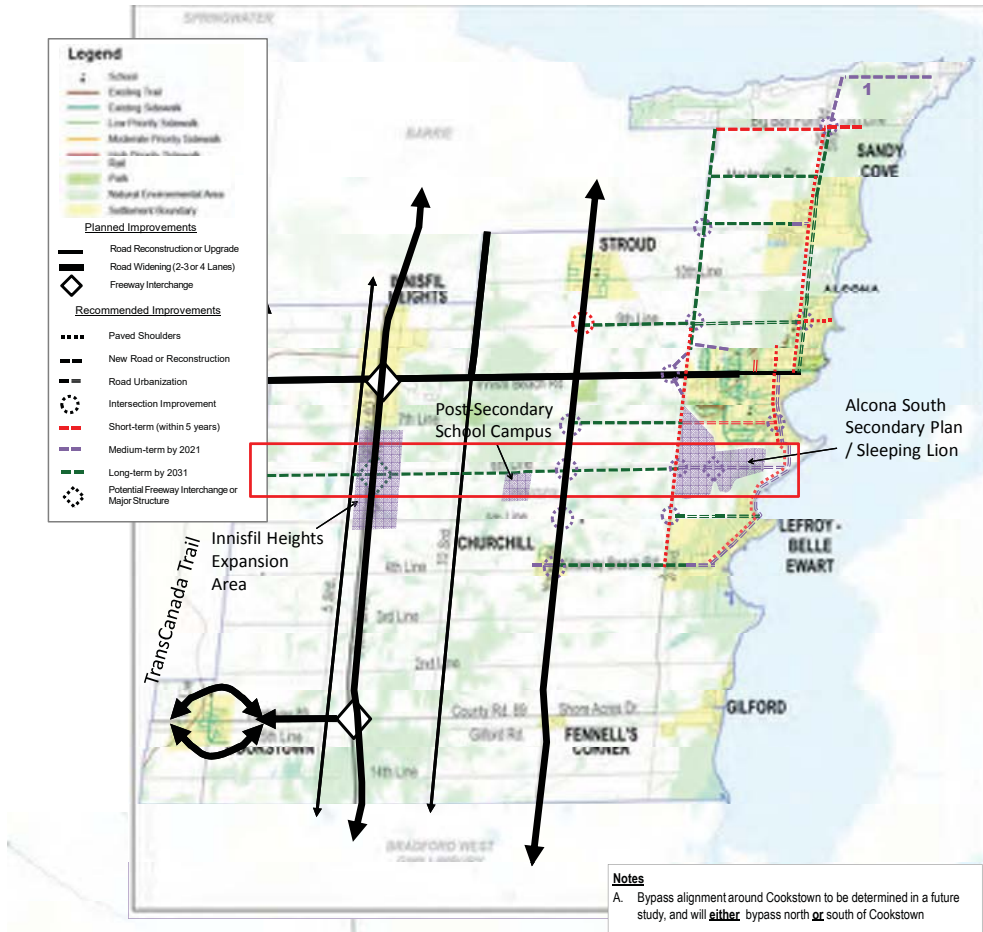 SPRINGWATER
Legend
School
Existing Trail
Existing Sidewalk
Low Priority Sidewalk
Moderate Priority Sidewalk
Rail
Park
Natural Environmental Area
Settlement Boundary
Planned Improvements
Road Reconstruction or Upgrade
Road Widening (2-3 or 4 Lanes)
Freeway Interchange
Recommended Improvements
Paved Shoulders
New Road or Reconstruction
Road Urbanization
Intersection Improvement
Short-term (within 5 years)
Medium-term by 2021
Long-term by 2031
Potential Freeway Interchange or
Major Structure
BARRIE
1
SANDY
COVE
STROUD
10th Line
INNISFIL
HEIGHTS
ALCONA
9th Line
7th Line
Post-Secondary
School Campus
Alcona South
Secondary Plan
/ Sleeping Lion
Innisfil Heights
Expansion
Area
CHURCHILL
LEFROY -
BELLE
EWART
4th Line
3rd Line
2nd Line
TransCanada Trail
County Rd. 89
Shore Acres Dr.
GILFORD
Gilford Rd.
FENNELL'S
CORNER
14th Line
BRADFORD WEST
Notes
A. Bypass alignment around Cookstown to be determined in a future
study, and will either bypass north or south of Cookstown